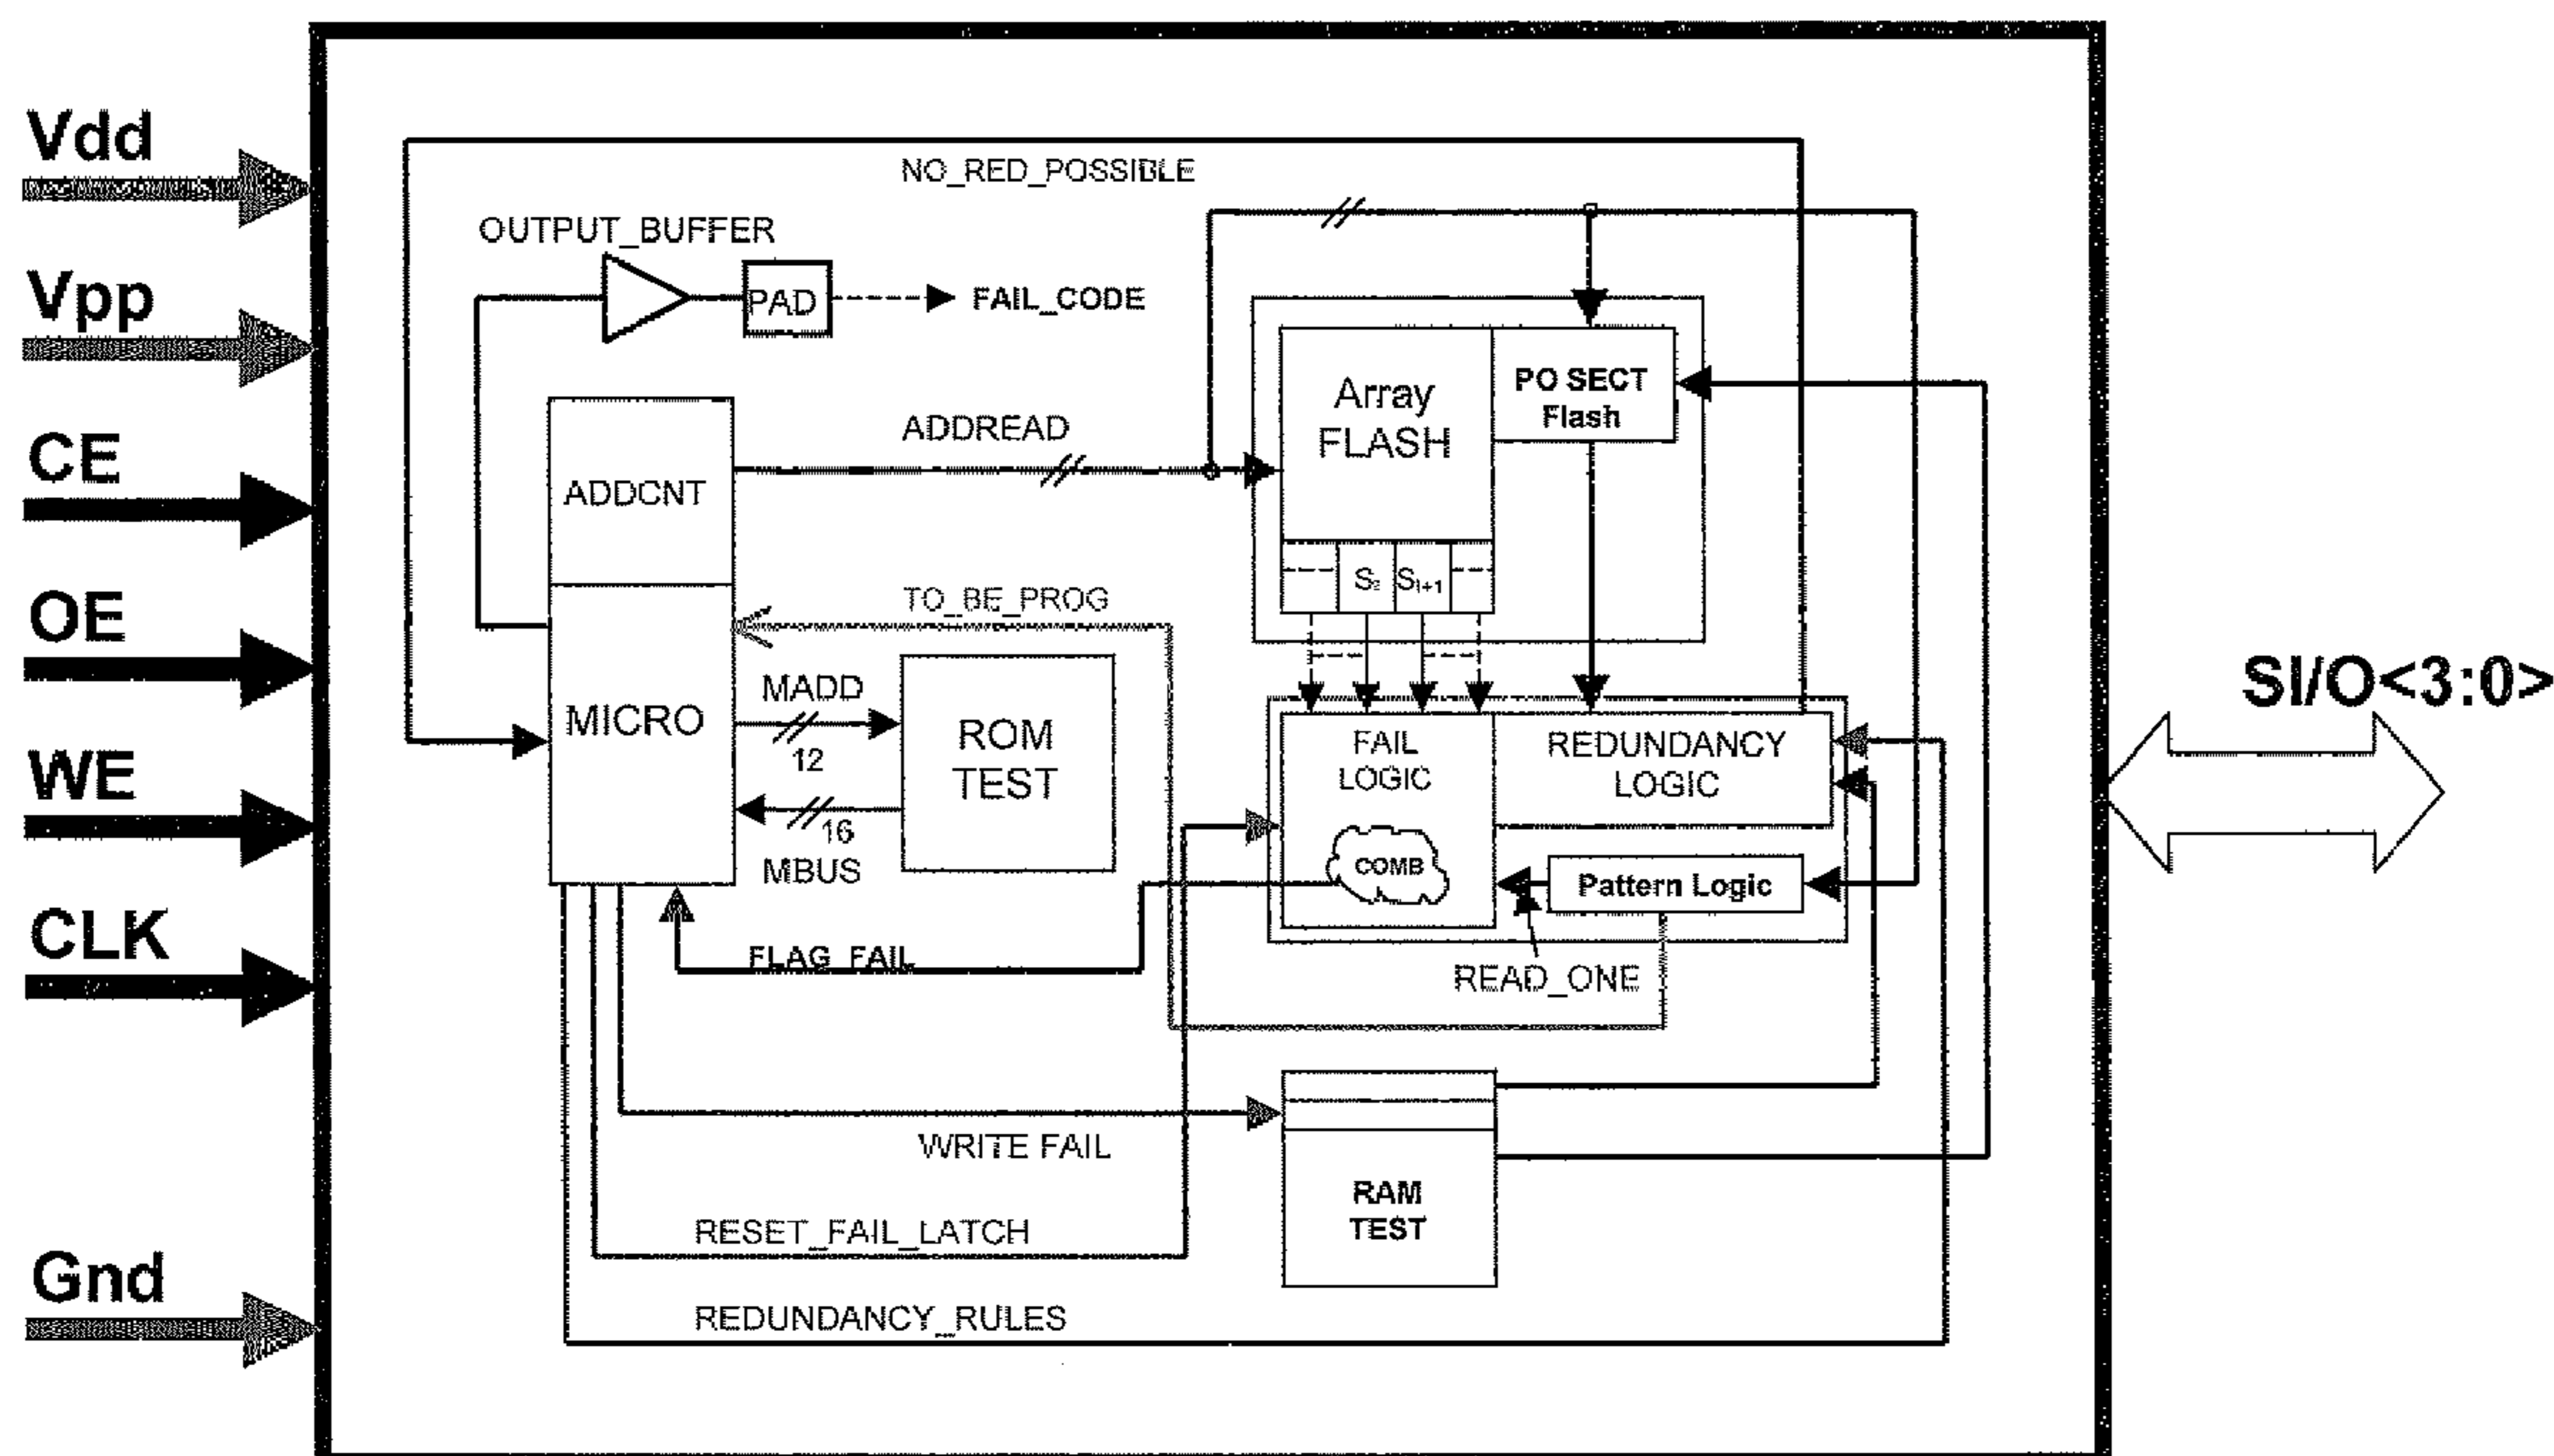 Vdd
Vpp
CE
OE
WE
CLK
Gnd
NO_RED_POSSIBLE
OUTPUT_BUFFER
PAD
FAIL_CODE
ADDCNT
ADDREAD
Array
FLASH
PO SECT
Flash
Si+1
TO_BE_PROG
MICRO
MADD
12
16
MBUS
ROM
TEST
FAIL
LOGIC
COMB
REDUNDANCY
LOGIC
Pattern Logic
READ_ONE
FLAG_FAIL
WRITE FAIL
RAM
TEST
RESET_FAIL_LATCH
REDUNDANCY_RULES
SI/O<3:0>